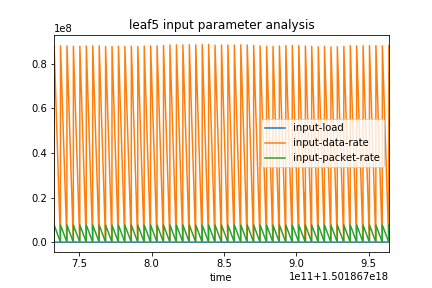 leaf5 input parameter analysis
1e8
0.8
0.6
0.4
0.2
0.0
input-load
input-data-rate
input-packet-rate
7.5 8.0 8.5 9.0 9.5
time 1e11+1.501867e18